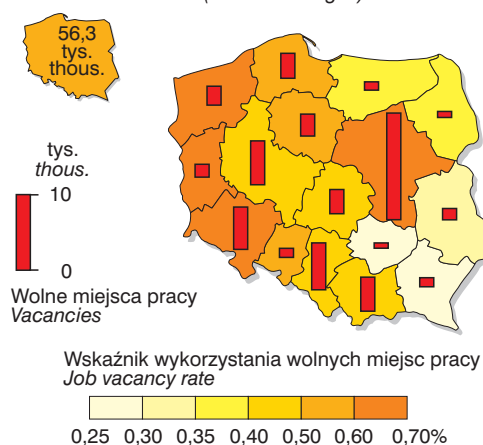 56,3
tys.
thous.
tys.
thous.
10
0
Wolne miejsca pracy
Vacancies
Wskaźnik wykorzystania wolnych miejsc pracy
Job vacancy rate
0,25 0,30 0,35 0,40 0,50 0,60 0,70%